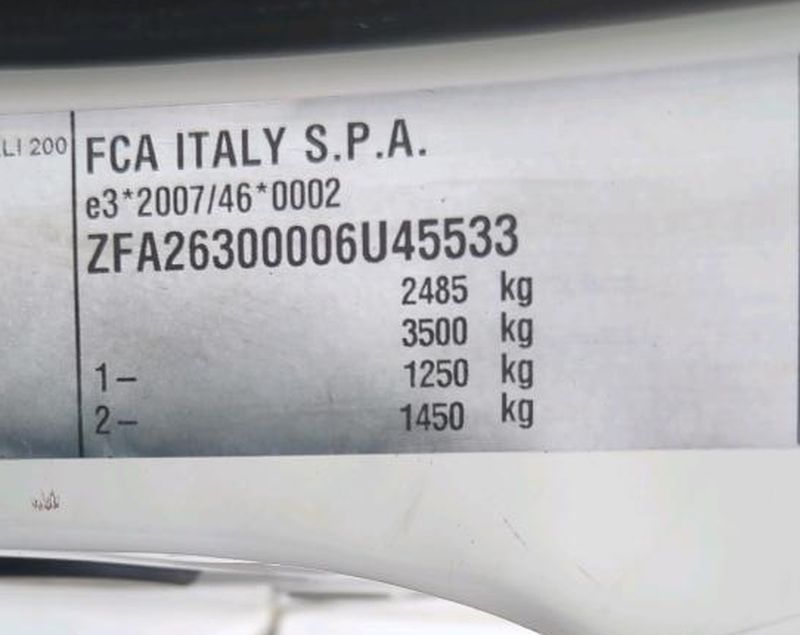 LI 200
FCA ITALY S.P.A.
e3*2007/46*0002
ZFA26300006U45533
2485 kg
3500 kg
1- 1250 kg
2- 1450 kg